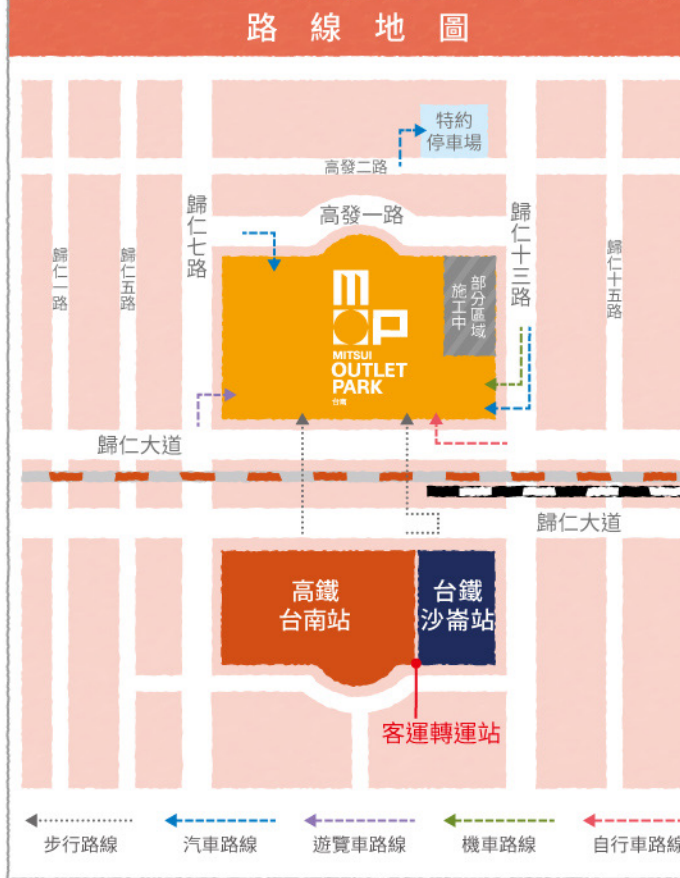 路線地圖
特約
停車場
高發二路
高發一路
歸仁一路
歸仁五路
歸仁七路
歸仁十三路
歸仁十五路
部分區域
施工中
mop
MITSUI
OUTLET
PARK
台南
歸仁大道
歸仁大道
高鐵
台南站
台鐵
沙崙站
客運轉運站
步行路線
汽車路線
遊覽車路線
機車路線
自行車路線